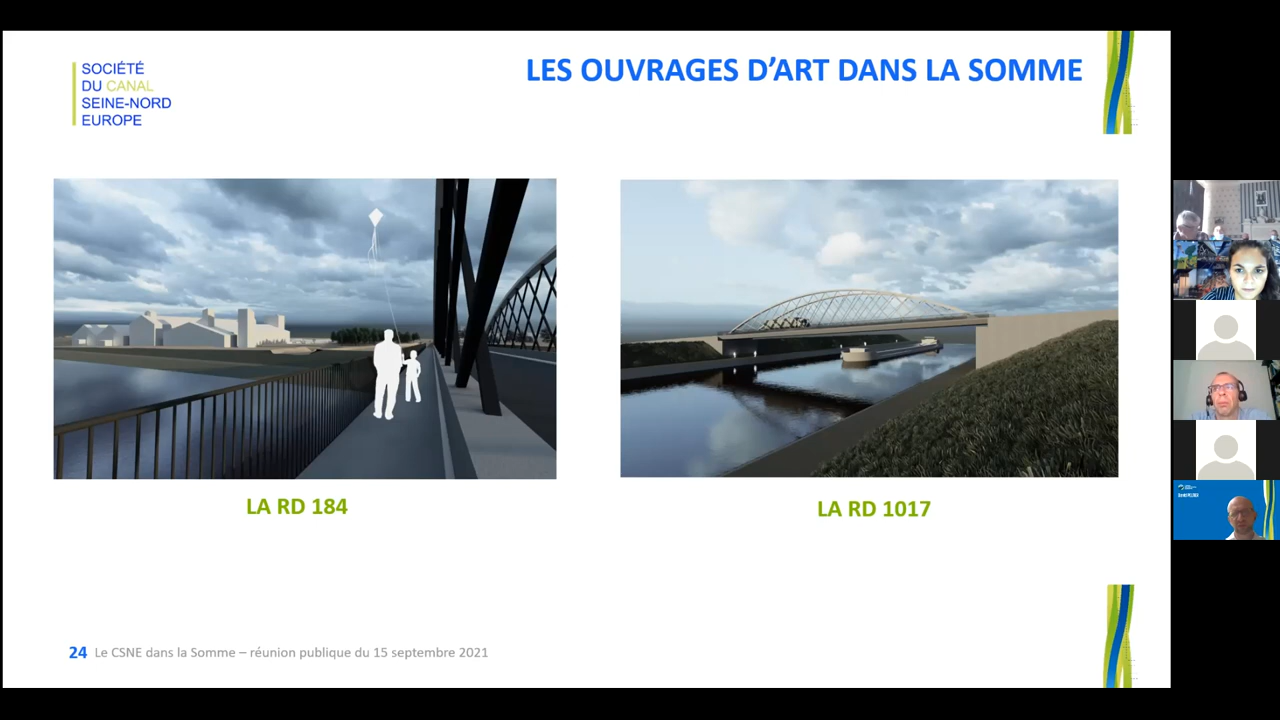 SOCIÉTÉ
DU CANAL
SEINE-NORD
EUROPE
LES OUVRAGES D’ART DANS LA SOMME
LA RD 184
LA RD 1017
24 Le CSNE dans la Somme – réunion publique du 15 septembre 2021